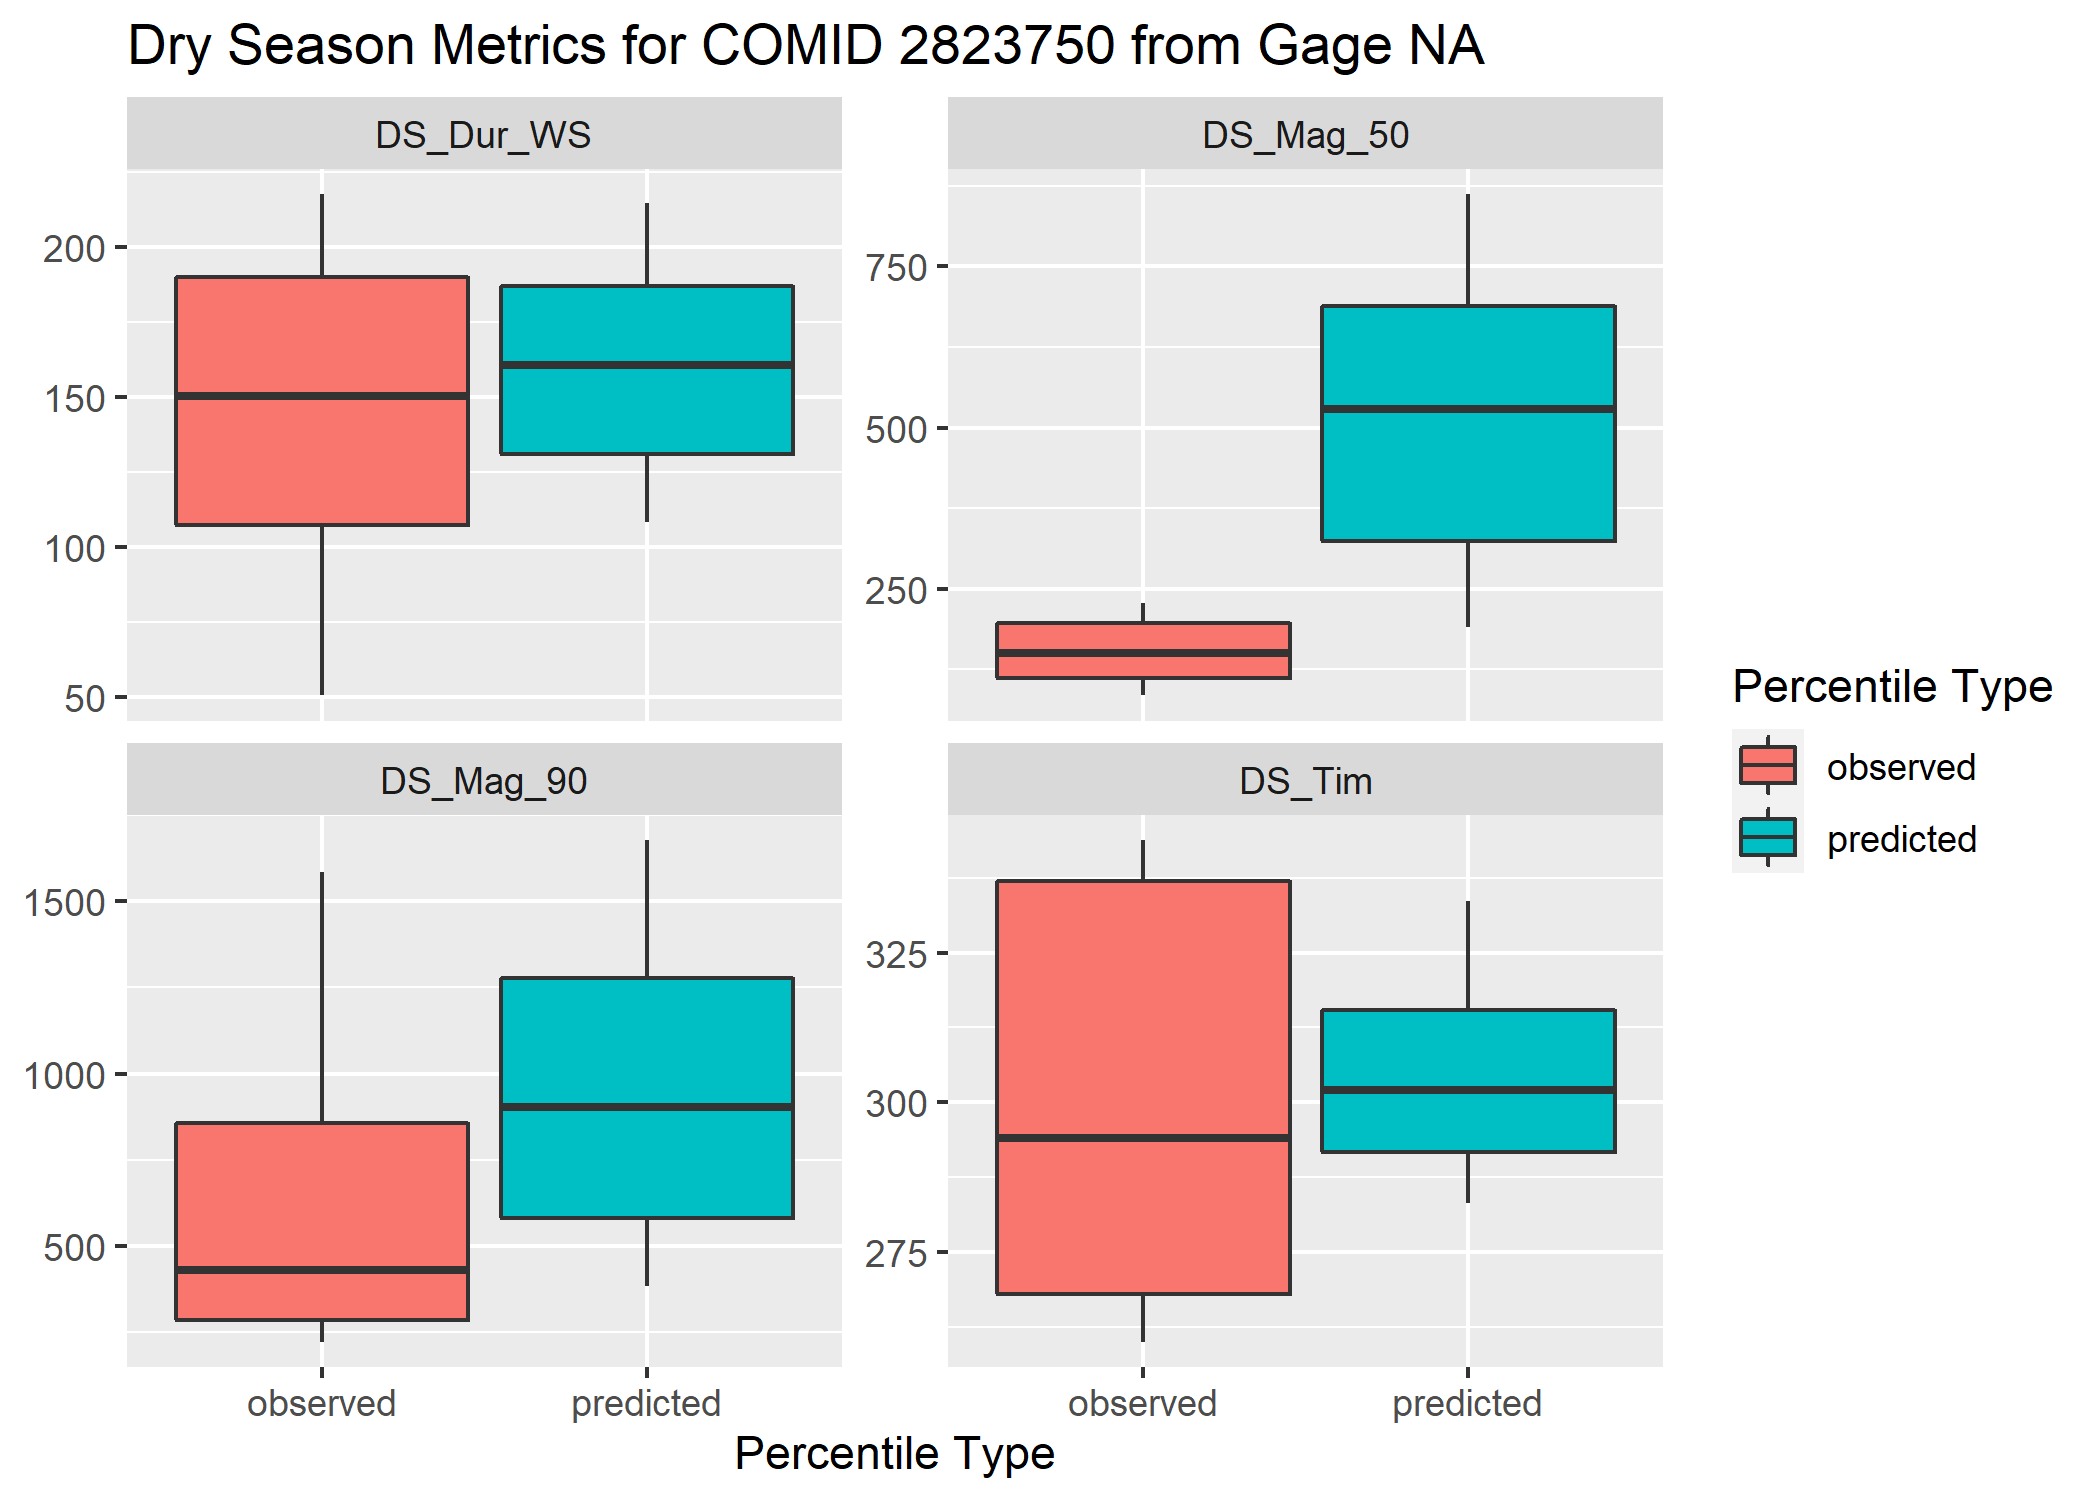 Dry Season Metrics for COMID 2823750 from Gage NA
DS_Dur_WS
200
150
100
50
DS_Mag_50
750
500
250
DS_Mag_90
1500
1000
500
observed
predicted
DS_Tim
325
300
275
observed
predicted
Percentile Type
Percentile Type
observed
predicted